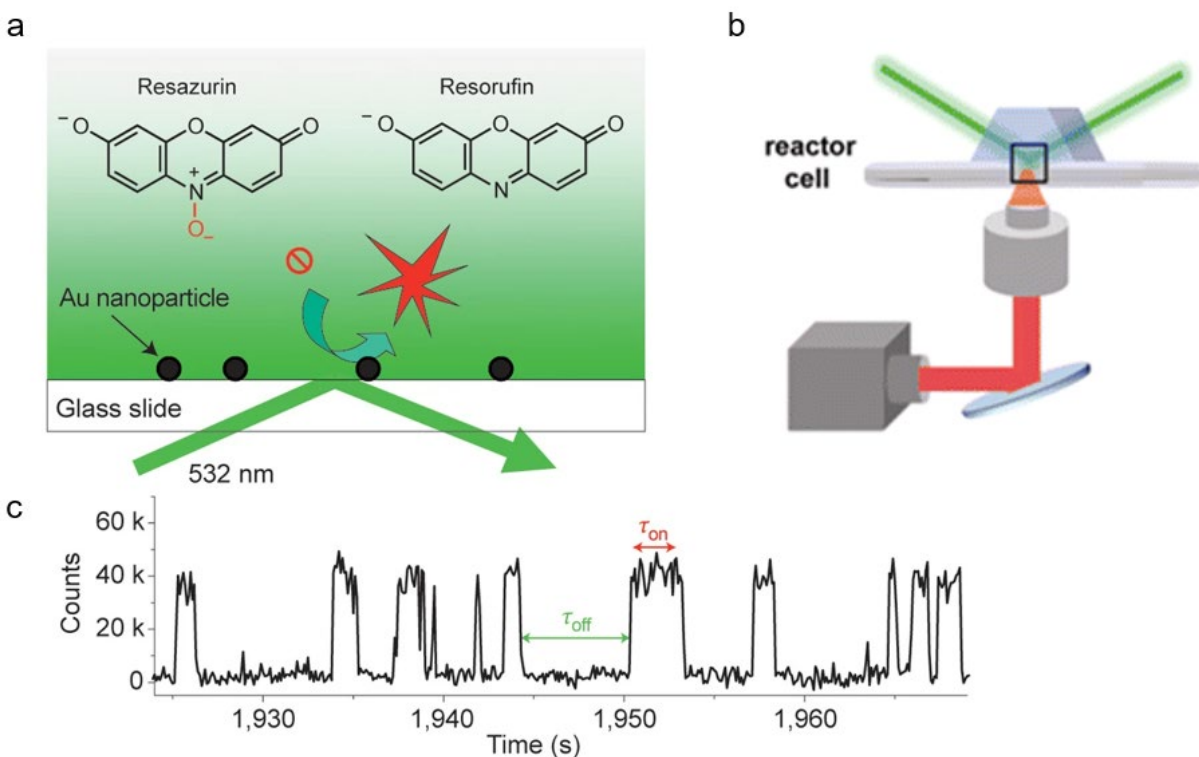 a
Resazurin
Resorufin
⁻O
O
O
N
+
O₋
⁻O
O
O
N
Au nanoparticle
Glass slide
532 nm
b
reactor
cell
c
60 k
40 k
20 k
0
Counts
τon
τoff
1,930
1,940
1,950
1,960
Time (s)